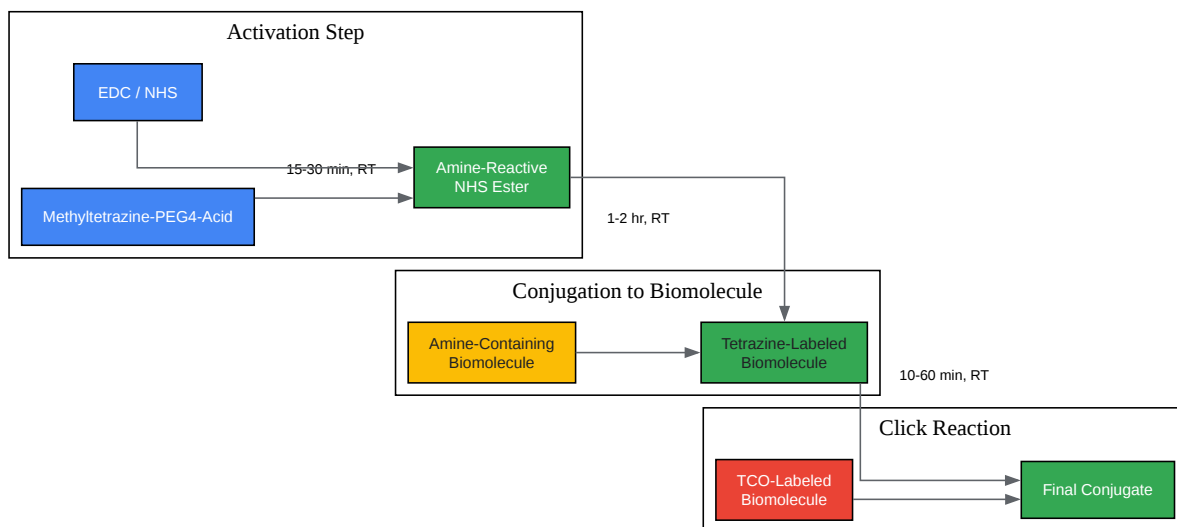 Activation Step
EDC / NHS
15-30 min, RT
Amine-Reactive
NHS Ester
Methyltetrazine-PEG4-Acid
1-2 hr, RT
Conjugation to Biomolecule
Amine-Containing
Biomolecule
Tetrazine-Labeled
Biomolecule
10-60 min, RT
Click Reaction
TCO-Labeled
Biomolecule
Final Conjugate